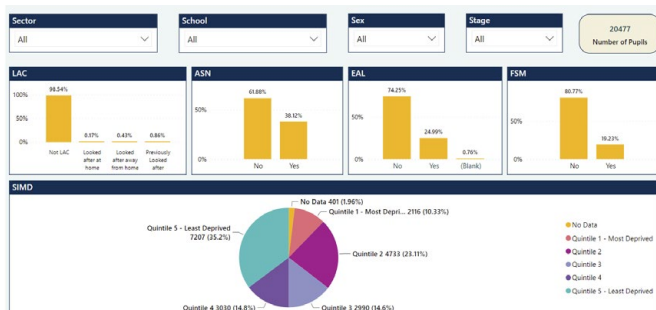 Sector
School
Sex
Stage
All
All
All
All
20477
Number of Pupils
LAC
100%
50%
0%
98.54%
0.17%
0.43%
0.86%
Not LAC
Looked after at home
Looked after away from home
Previously Looked after
ASN
50%
0%
61.88%
38.12%
No
Yes
EAL
50%
0%
74.25%
24.99%
0.76%
No
Yes
(Blank)
FSM
50%
0%
80.77%
19.23%
No
Yes
SIMD
No Data 401 (1.96%)
Quintile 1 - Most Depri... 2116 (10.33%)
Quintile 2 4733 (23.11%)
Quintile 3 2990 (14.6%)
Quintile 4 3030 (14.8%)
Quintile 5 - Least Deprived
7207 (35.2%)
No Data
Quintile 1 - Most Deprived
Quintile 2
Quintile 3
Quintile 4
Quintile 5 - Least Deprived